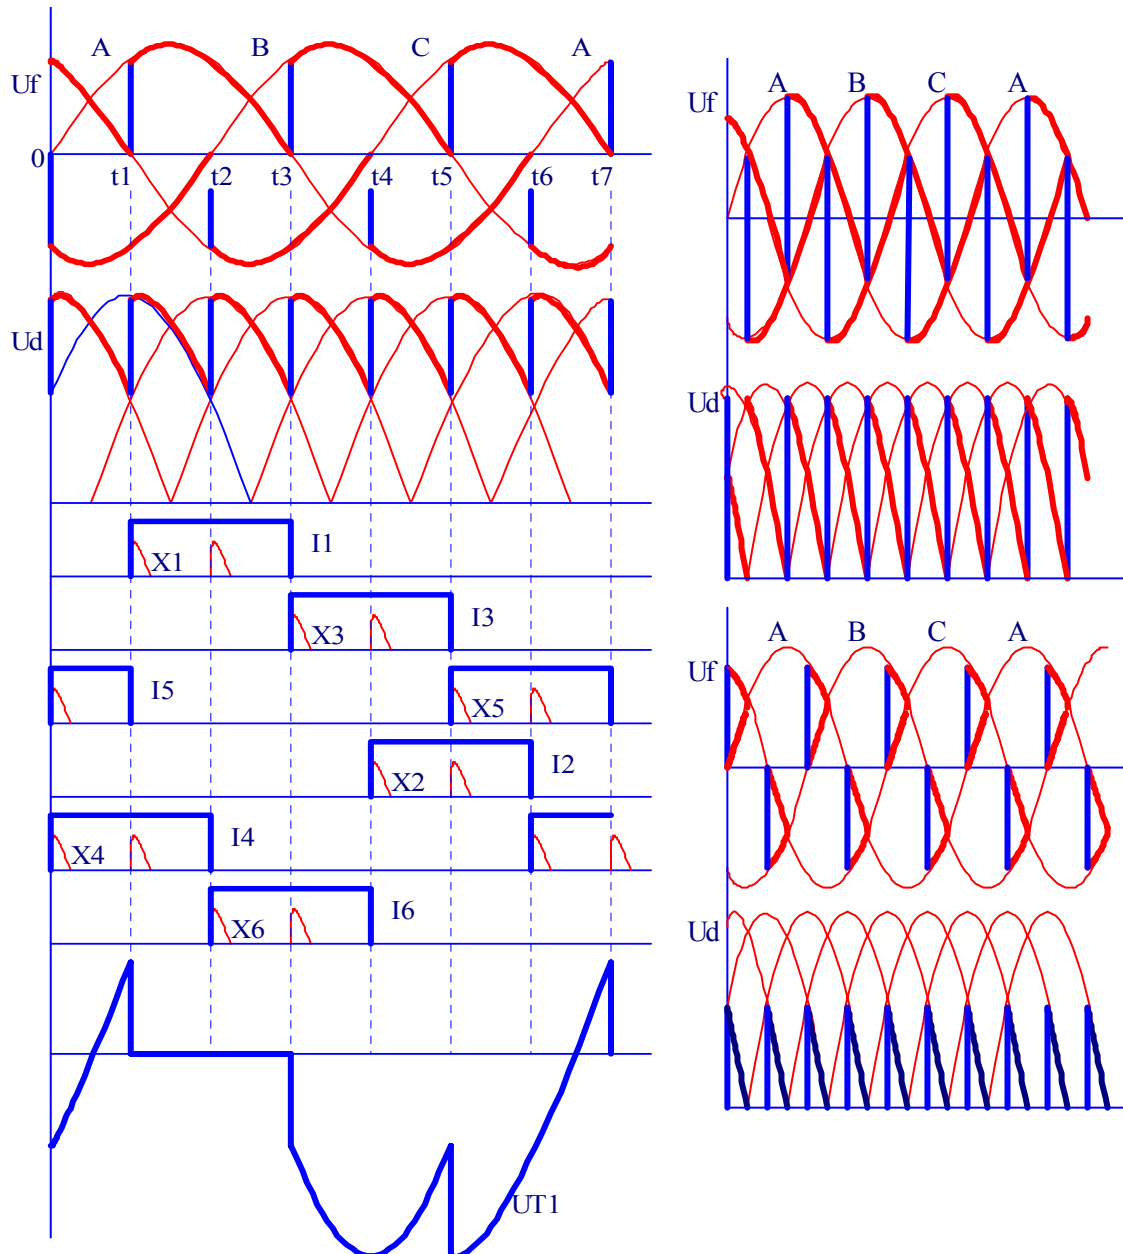 A B C A
Uf
0
t1 t2 t3 t4 t5 t6 t7
Ud
X1 I1
X3 I3
I5 X5
X2 I2
X4 I4
X6 I6
UT1
A B C A
Uf
Ud
A B C A
Uf
Ud